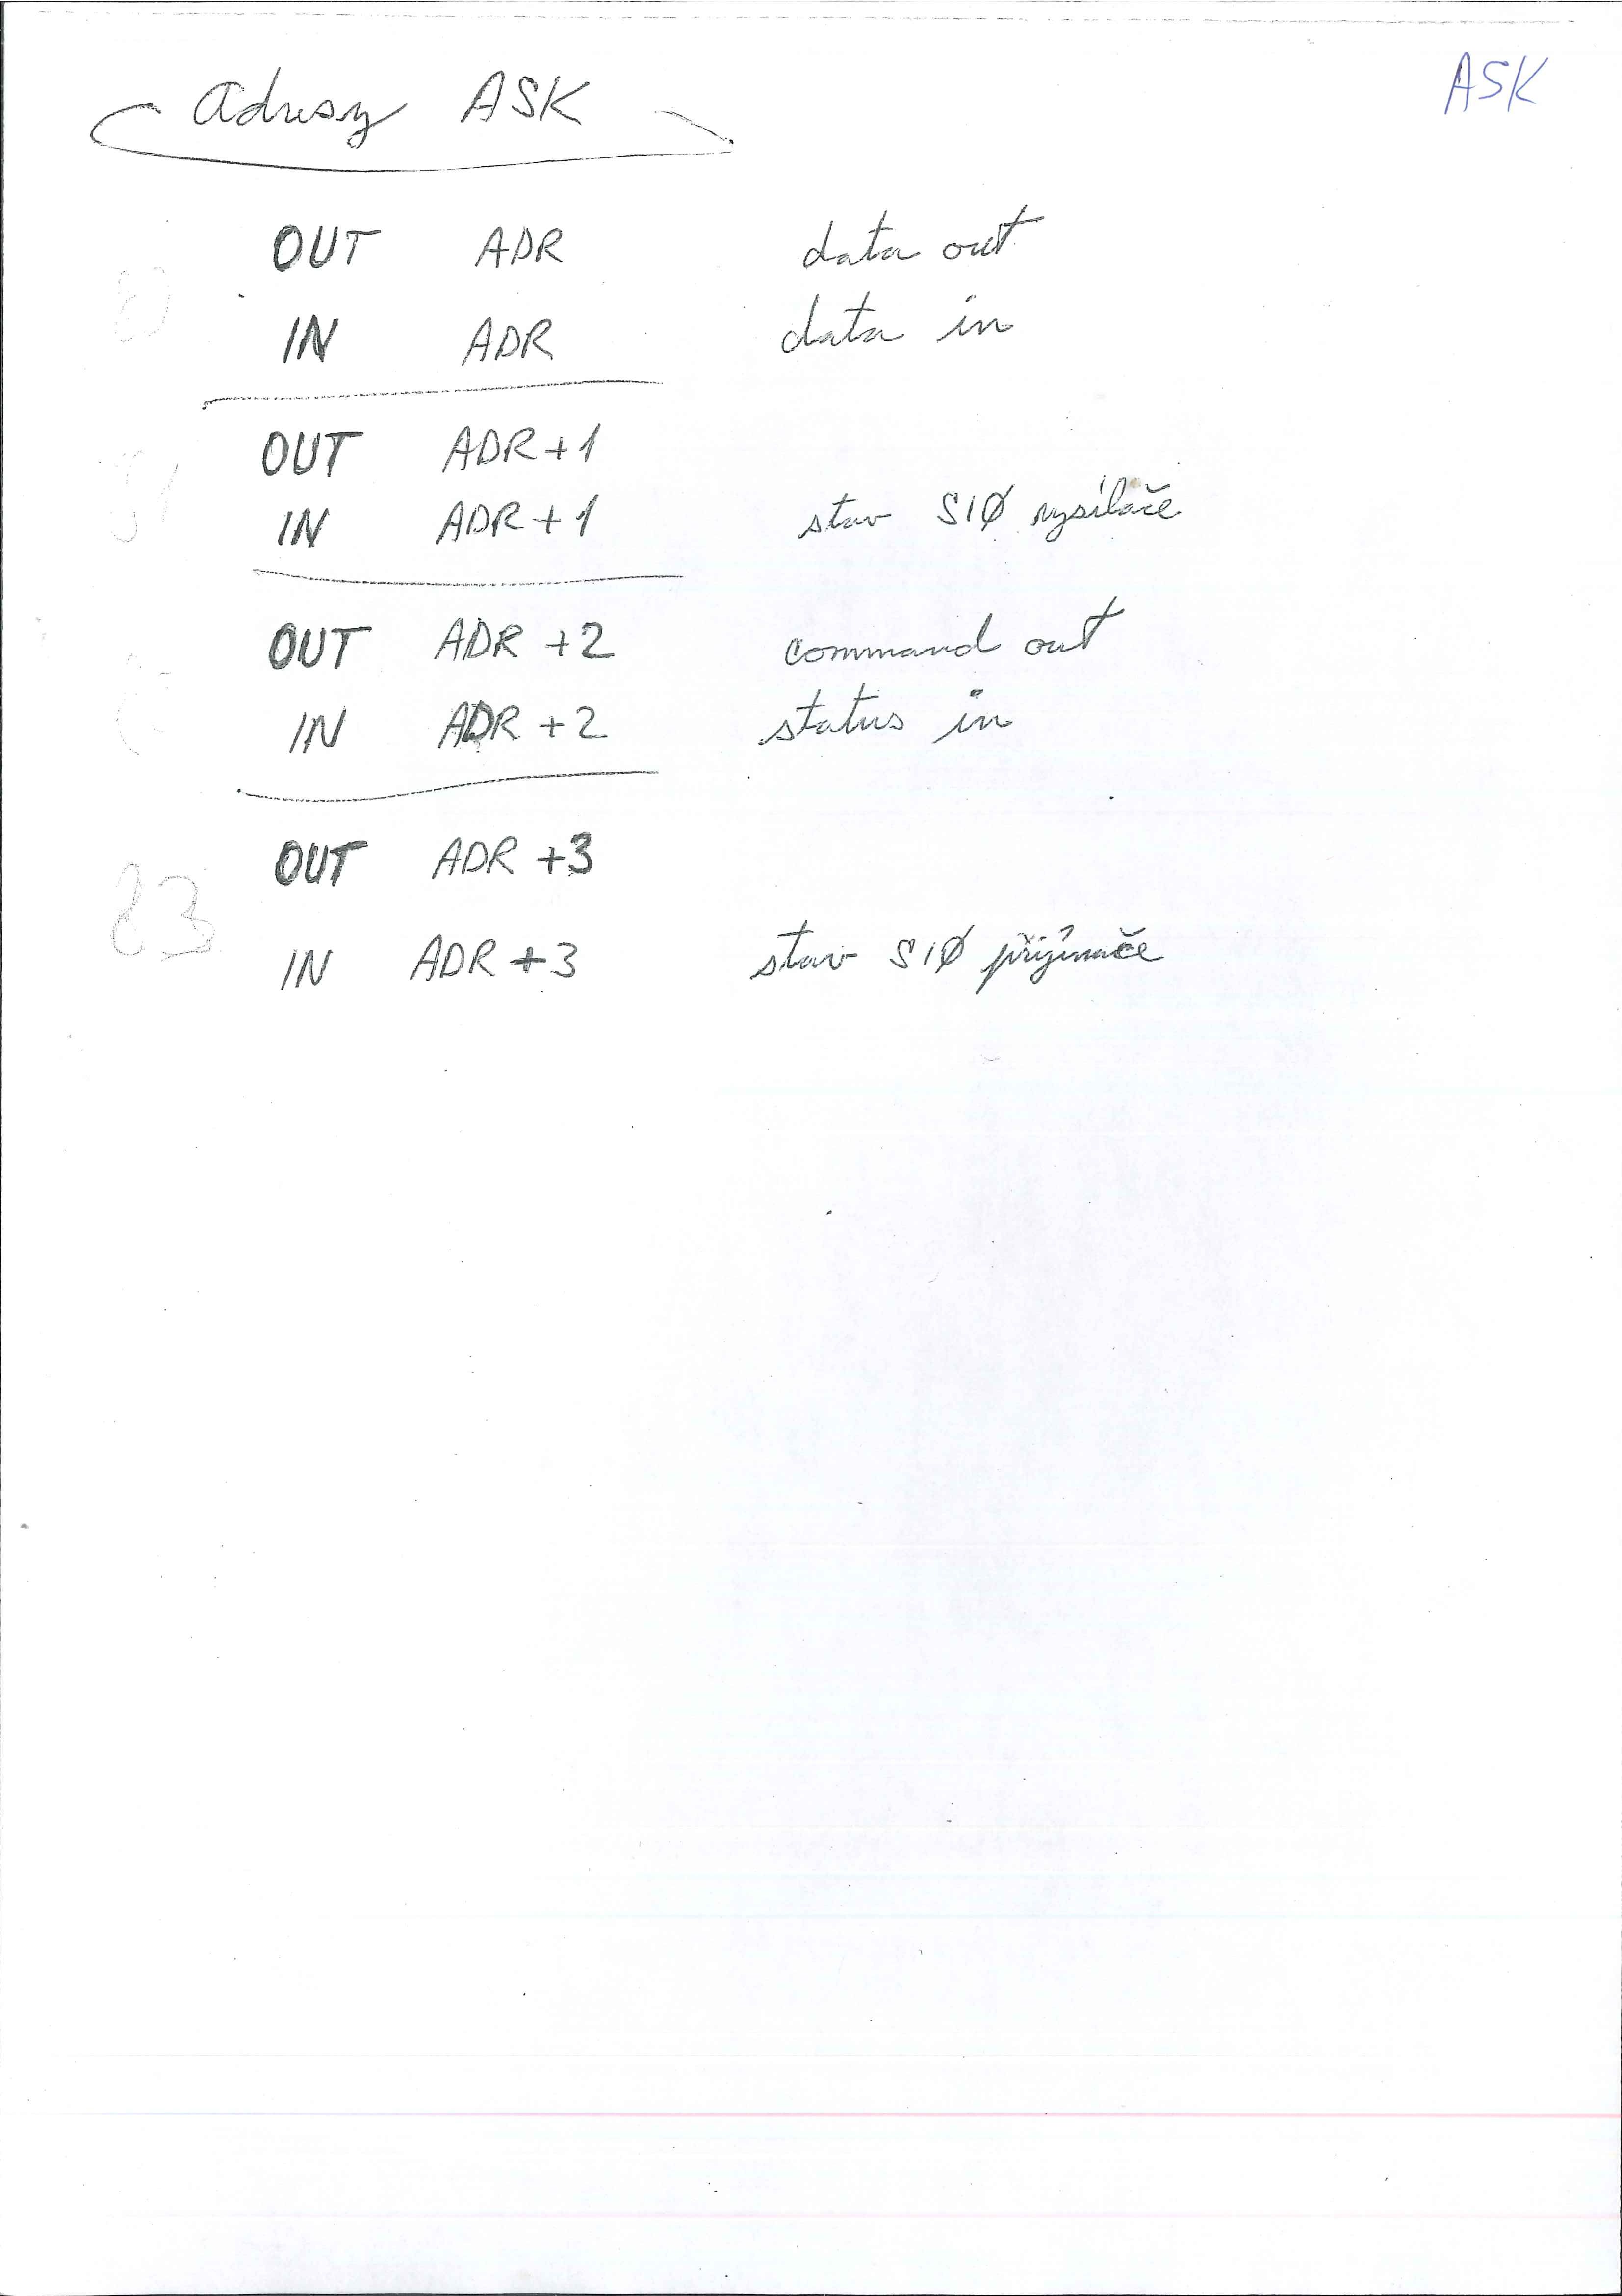 ASK
Adresy ASK
OUT ADR data out
IN ADR data in
OUT ADR+1
IN ADR+1 stav SIØ vysílače
OUT ADR+2 command out
IN ADR+2 status in
OUT ADR+3
83
IN ADR+3 stav SIØ přijímače